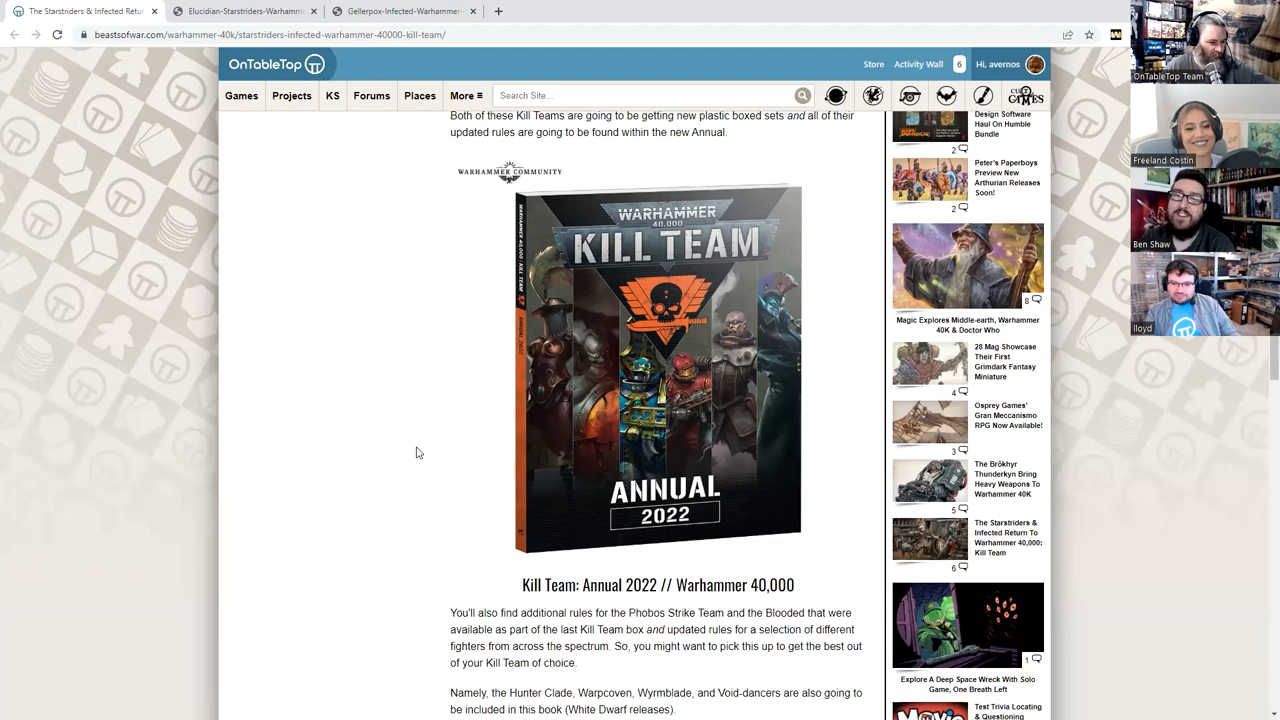 The Starstriders & Infected Retu
Elucidian-Starstriders-Warhamm
Gellerpox-Infected-Warhammer-
beastsofwar.com/warhammer-40k/starstriders-infected-warhammer-40000-kill-team/
OnTableTop
Store
Activity Wall
6
Hi, avernos
Games
Projects
KS
Forums
Places
More
Search Site...
GAMES
Both of these Kill Teams are going to be getting new plastic boxed sets and all of their
updated rules are going to be found within the new Annual.
WARHAMMER COMMUNITY
WARHAMMER
40,000
KILL TEAM
ANNUAL
2022
Kill Team: Annual 2022 // Warhammer 40,000
You'll also find additional rules for the Phobos Strike Team and the Blooded that were
available as part of the last Kill Team box and updated rules for a selection of different
fighters from across the spectrum. So, you might want to pick this up to get the best out
of your Kill Team of choice.
Namely, the Hunter Clade, Warpcoven, Wyrmblade, and Void-dancers are also going to
be included in this book (White Dwarf releases).
Design Software
Haul On Humble
Bundle
2
Peter's Paperboys
Preview New
Arthurian Releases
Soon!
2
8
Magic Explores Middle-earth, Warhammer
40K & Doctor Who
28 Mag Showcase
Their First
Grimdark Fantasy
Miniature
4
Osprey Games'
Gran Meccanismo
RPG Now Available!
3
The Brôkhyr
Thunderkyn Bring
Heavy Weapons To
Warhammer 40K
5
The Starstriders &
Infected Return To
Warhammer 40,000:
Kill Team
6
1
Explore A Deep Space Wreck With Solo
Game, One Breath Left
Test Trivia Locating
& Questioning
OnTableTop Team
Freeland Costin
Ben Shaw
lloyd